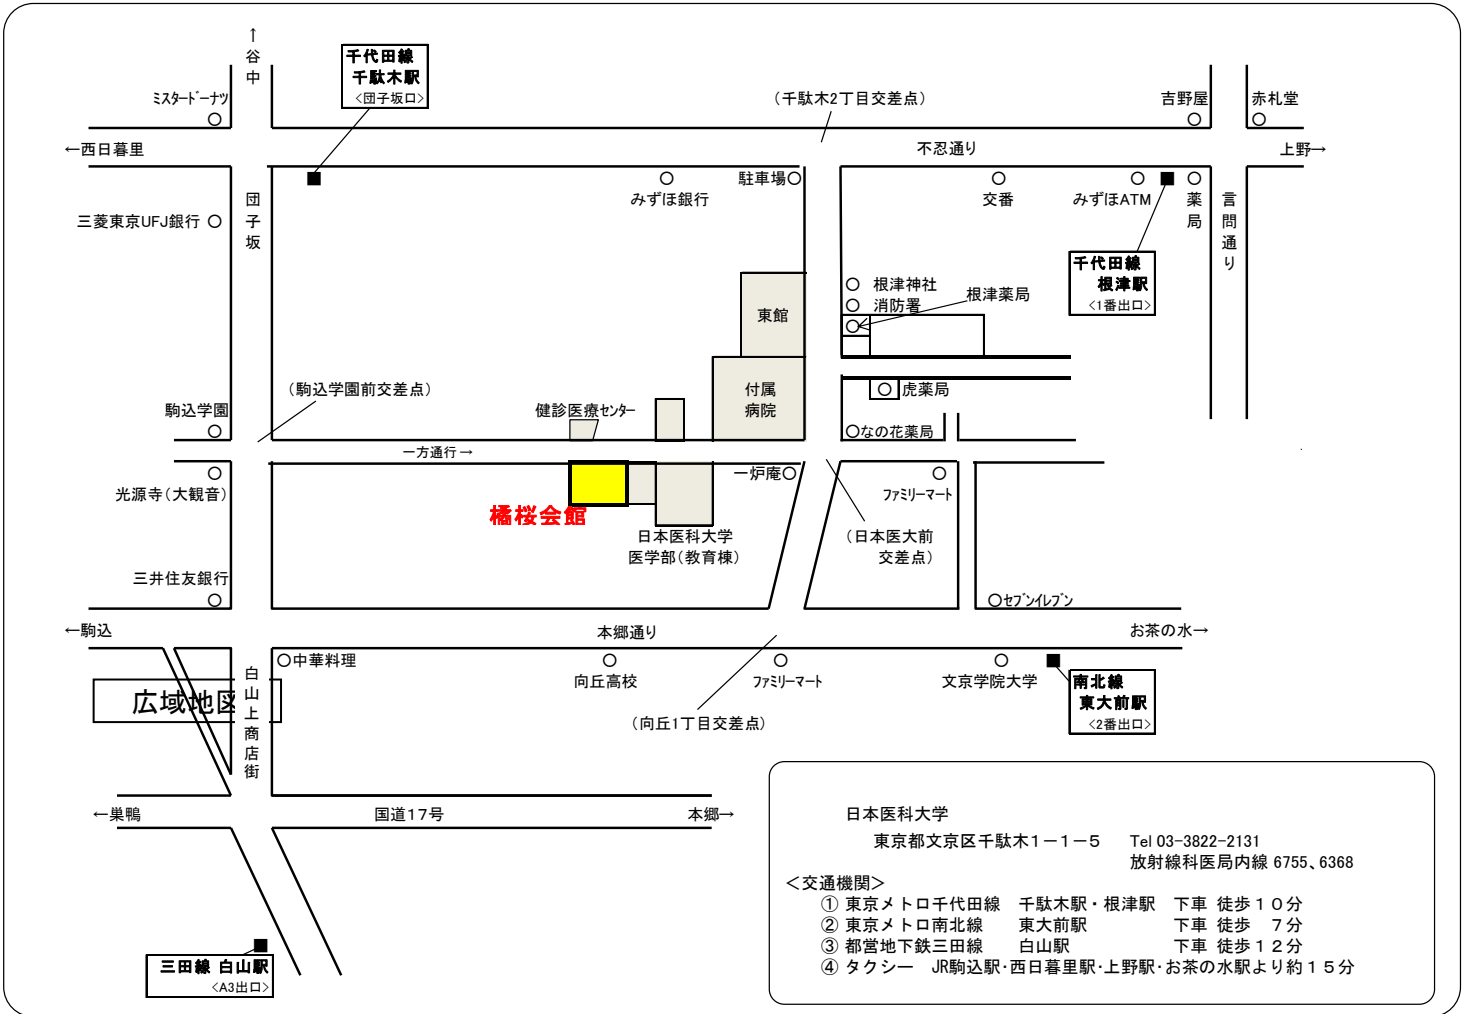 ↑
谷中
千代田線
千駄木駅
<団子坂口>
ミスタードーナツ
(千駄木2丁目交差点)
吉野屋
赤札堂
←西日暮里
不忍通り
上野→
団子坂
三菱東京UFJ銀行
みずほ銀行
駐車場
交番
みずほATM
薬局
言問通り
千代田線
根津駅
<1番出口>
根津神社
消防署
根津薬局
東館
付属
病院
(駒込学園前交差点)
駒込学園
健診医療センター
虎薬局
なの花薬局
一方通行→
光源寺(大観音)
一炉庵
ファミリーマート
橘桜会館
日本医科大学
医学部(教育棟)
(日本医大前
交差点)
三井住友銀行
セブンイレブン
←駒込
本郷通り
お茶の水→
中華料理
向丘高校
ファミリーマート
文京学院大学
南北線
東大前駅
<2番出口>
広域地図
白山上商店街
(向丘1丁目交差点)
←巣鴨
国道17号
本郷→
三田線 白山駅
<A3出口>
日本医科大学
東京都文京区千駄木1-1-5 Tel 03-3822-2131
放射線科医局内線 6755、6368
<交通機関>
① 東京メトロ千代田線 千駄木駅・根津駅 下車 徒歩10分
② 東京メトロ南北線 東大前駅 下車 徒歩 7分
③ 都営地下鉄三田線 白山駅 下車 徒歩12分
④ タクシー JR駒込駅・西日暮里駅・上野駅・お茶の水駅より約15分